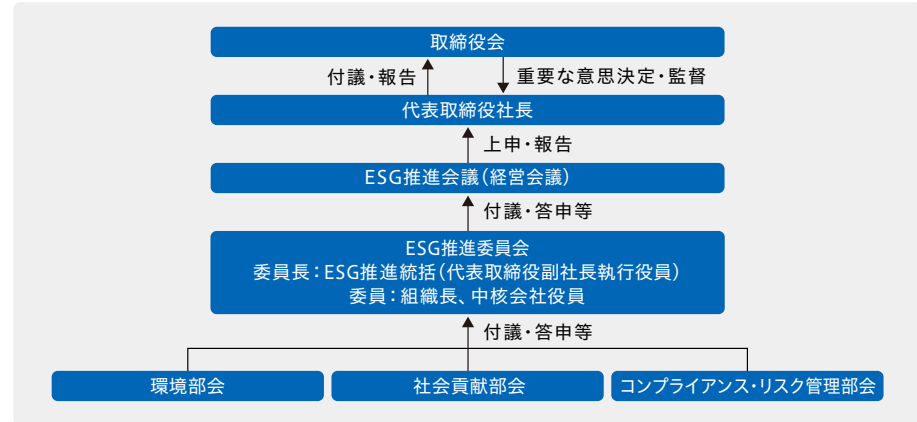 取締役会
付議・報告
重要な意思決定・監督
代表取締役社長
上申・報告
ESG推進会議（経営会議）
付議・答申等
ESG推進委員会
委員長：ESG推進統括（代表取締役副社長執行役員）
委員：組織長、中核会社役員
付議・答申等
環境部会
社会貢献部会
コンプライアンス・リスク管理部会